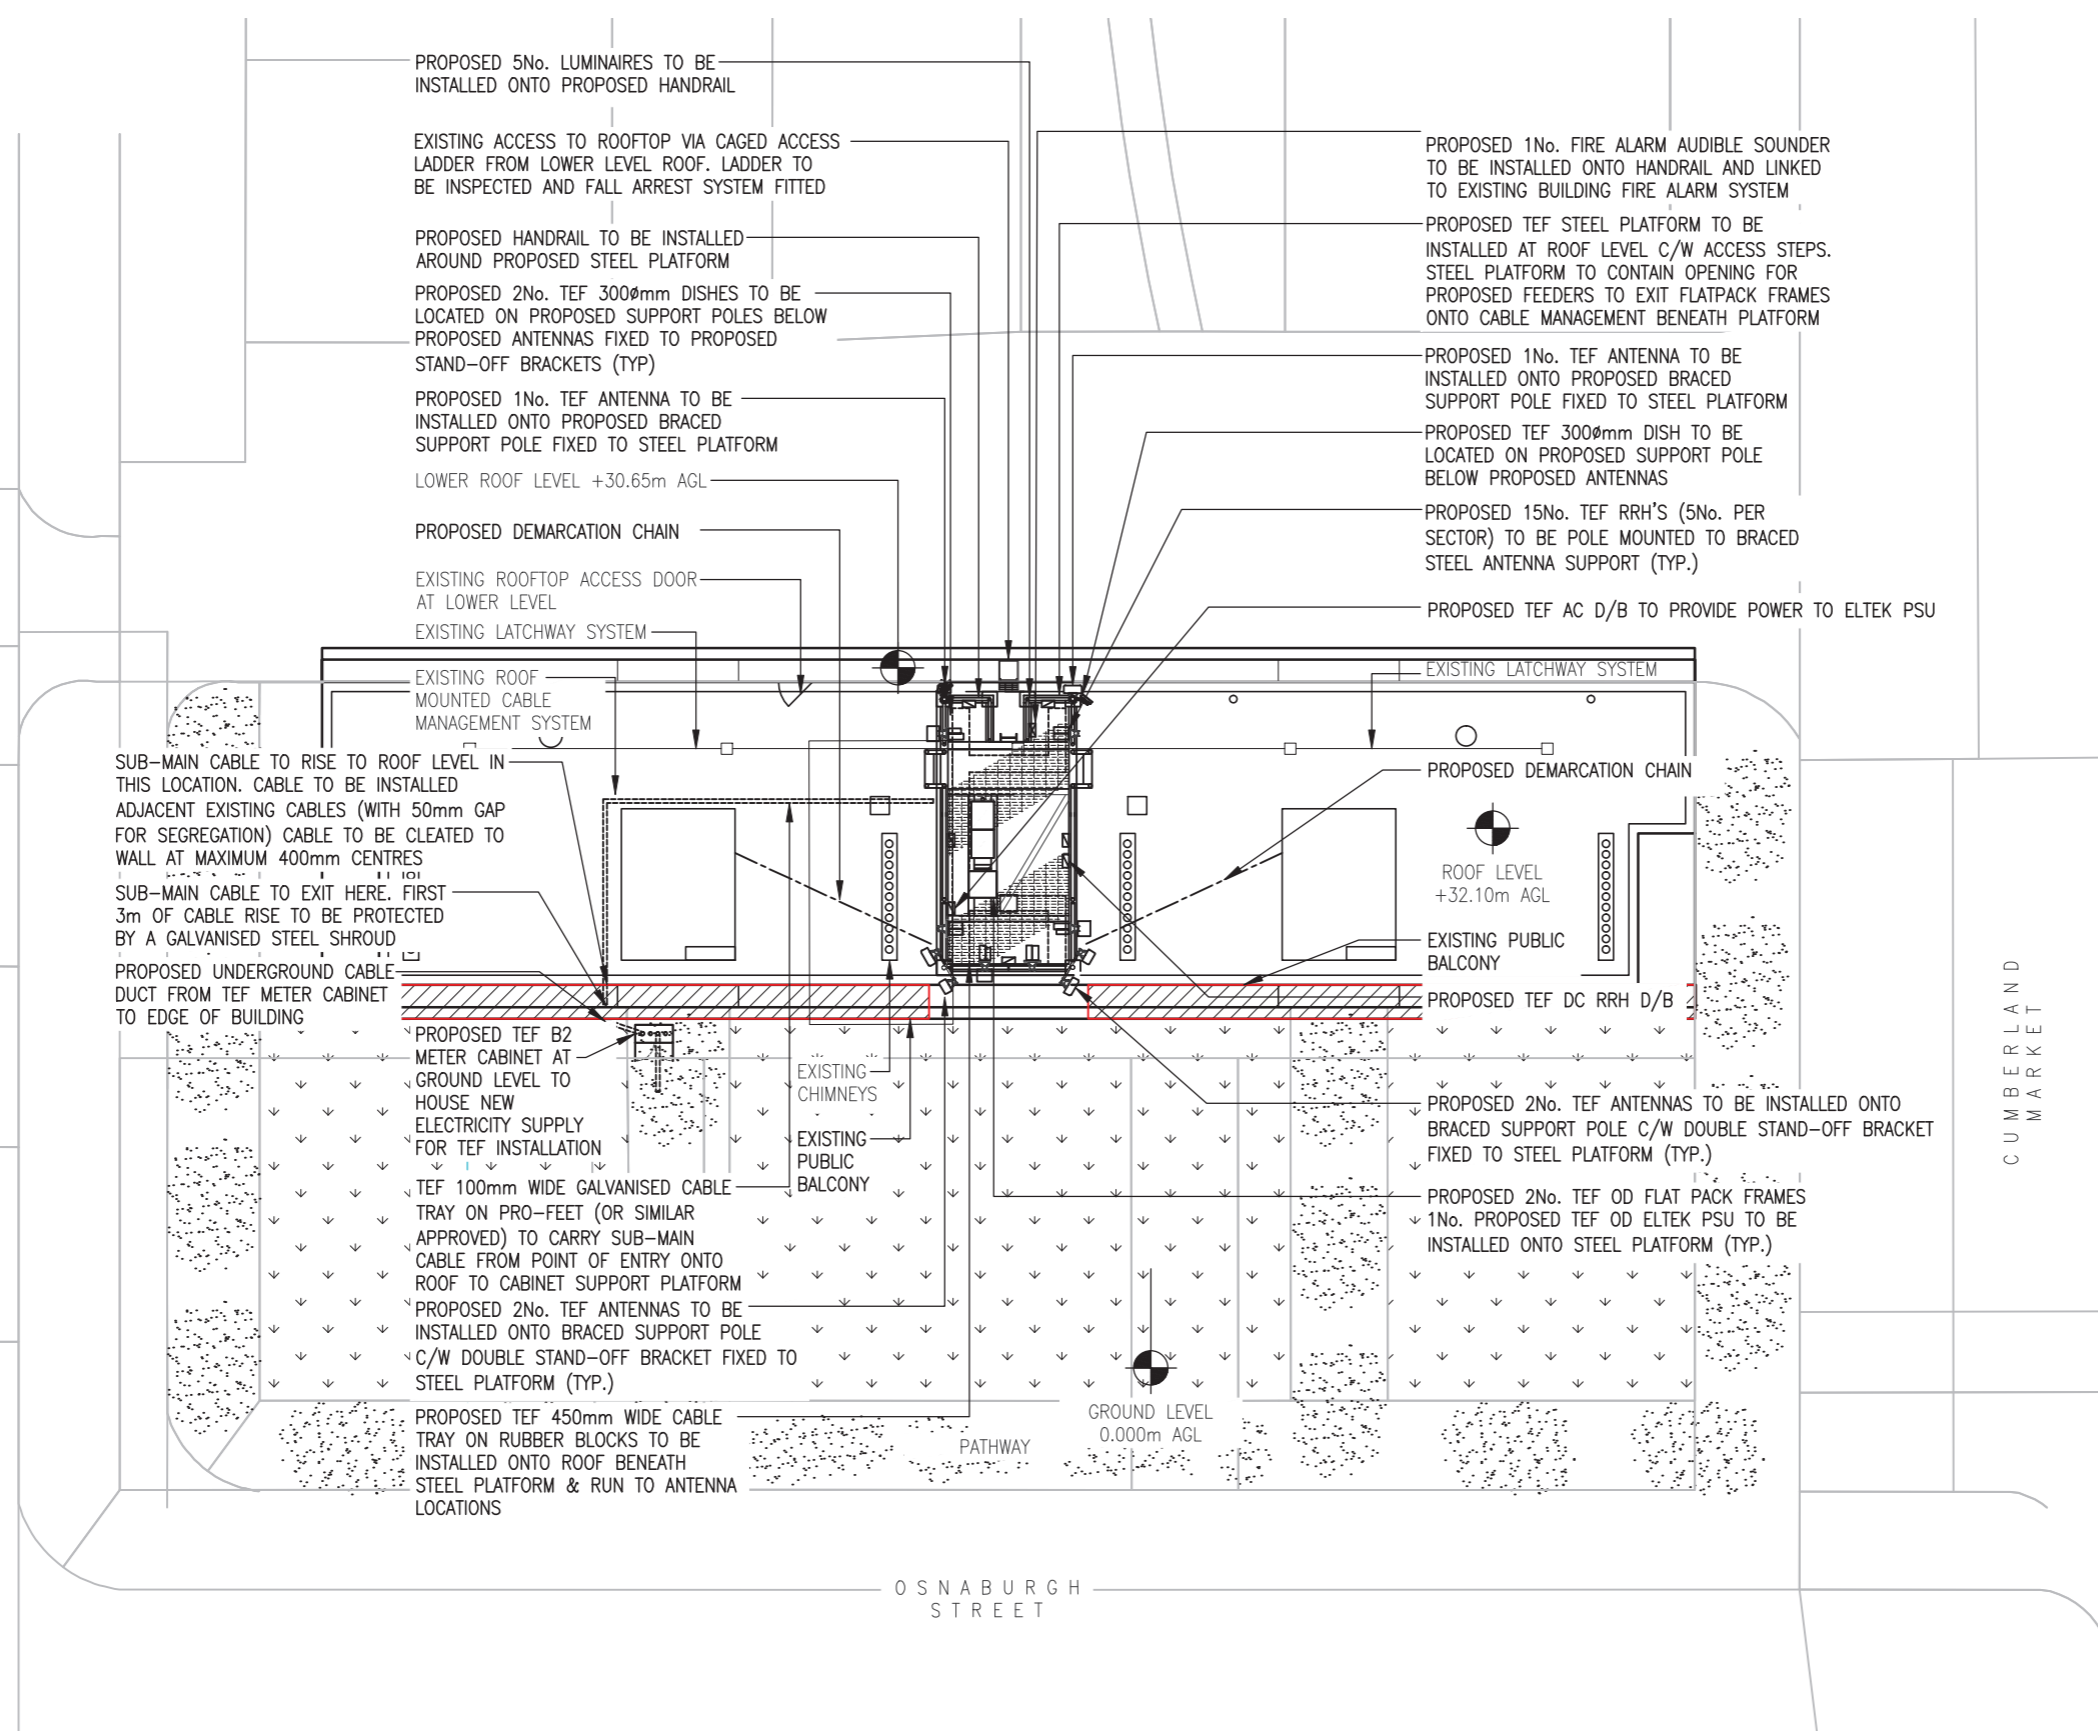 PROPOSED 5No. LUMINAIRES TO BE
INSTALLED ONTO PROPOSED HANDRAIL
EXISTING ACCESS TO ROOFTOP VIA CAGED ACCESS
LADDER FROM LOWER LEVEL ROOF. LADDER TO
BE INSPECTED AND FALL ARREST SYSTEM FITTED
PROPOSED HANDRAIL TO BE INSTALLED
AROUND PROPOSED STEEL PLATFORM
PROPOSED 2No. TEF 300ømm DISHES TO BE
LOCATED ON PROPOSED SUPPORT POLES BELOW
PROPOSED ANTENNAS FIXED TO PROPOSED
STAND-OFF BRACKETS (TYP)
PROPOSED 1No. TEF ANTENNA TO BE
INSTALLED ONTO PROPOSED BRACED
SUPPORT POLE FIXED TO STEEL PLATFORM
LOWER ROOF LEVEL +30.65m AGL
PROPOSED DEMARCATION CHAIN
EXISTING ROOFTOP ACCESS DOOR
AT LOWER LEVEL
EXISTING LATCHWAY SYSTEM
EXISTING ROOF
MOUNTED CABLE
MANAGEMENT SYSTEM
SUB-MAIN CABLE TO RISE TO ROOF LEVEL IN
THIS LOCATION. CABLE TO BE INSTALLED
ADJACENT EXISTING CABLES (WITH 50mm GAP
FOR SEGREGATION) CABLE TO BE CLEATED TO
WALL AT MAXIMUM 400mm CENTRES
SUB-MAIN CABLE TO EXIT HERE. FIRST
3m OF CABLE RISE TO BE PROTECTED
BY A GALVANISED STEEL SHROUD
PROPOSED UNDERGROUND CABLE
DUCT FROM TEF METER CABINET
TO EDGE OF BUILDING
PROPOSED TEF B2
METER CABINET AT
GROUND LEVEL TO
HOUSE NEW
ELECTRICITY SUPPLY
FOR TEF INSTALLATION
EXISTING
CHIMNEYS
EXISTING
PUBLIC
BALCONY
TEF 100mm WIDE GALVANISED CABLE
TRAY ON PRO-FEET (OR SIMILAR
APPROVED) TO CARRY SUB-MAIN
CABLE FROM POINT OF ENTRY ONTO
ROOF TO CABINET SUPPORT PLATFORM
PROPOSED 2No. TEF ANTENNAS TO BE
INSTALLED ONTO BRACED SUPPORT POLE
C/W DOUBLE STAND-OFF BRACKET FIXED TO
STEEL PLATFORM (TYP.)
PROPOSED TEF 450mm WIDE CABLE
TRAY ON RUBBER BLOCKS TO BE
INSTALLED ONTO ROOF BENEATH
STEEL PLATFORM & RUN TO ANTENNA
LOCATIONS
PROPOSED 1No. FIRE ALARM AUDIBLE SOUNDER
TO BE INSTALLED ONTO HANDRAIL AND LINKED
TO EXISTING BUILDING FIRE ALARM SYSTEM
PROPOSED TEF STEEL PLATFORM TO BE
INSTALLED AT ROOF LEVEL C/W ACCESS STEPS.
STEEL PLATFORM TO CONTAIN OPENING FOR
PROPOSED FEEDERS TO EXIT FLATPACK FRAMES
ONTO CABLE MANAGEMENT BENEATH PLATFORM
PROPOSED 1No. TEF ANTENNA TO BE
INSTALLED ONTO PROPOSED BRACED
SUPPORT POLE FIXED TO STEEL PLATFORM
PROPOSED TEF 300ømm DISH TO BE
LOCATED ON PROPOSED SUPPORT POLE
BELOW PROPOSED ANTENNAS
PROPOSED 15No. TEF RRH'S (5No. PER
SECTOR) TO BE POLE MOUNTED TO BRACED
STEEL ANTENNA SUPPORT (TYP.)
PROPOSED TEF AC D/B TO PROVIDE POWER TO ELTEK PSU
EXISTING LATCHWAY SYSTEM
PROPOSED DEMARCATION CHAIN
ROOF LEVEL
+32.10m AGL
EXISTING PUBLIC
BALCONY
PROPOSED TEF DC RRH D/B
PROPOSED 2No. TEF ANTENNAS TO BE INSTALLED ONTO
BRACED SUPPORT POLE C/W DOUBLE STAND-OFF BRACKET
FIXED TO STEEL PLATFORM (TYP.)
PROPOSED 2No. TEF OD FLAT PACK FRAMES
1No. PROPOSED TEF OD ELTEK PSU TO BE
INSTALLED ONTO STEEL PLATFORM (TYP.)
GROUND LEVEL
0.000m AGL
PATHWAY
OSNABURGH
STREET
CUMBERLAND
MARKET